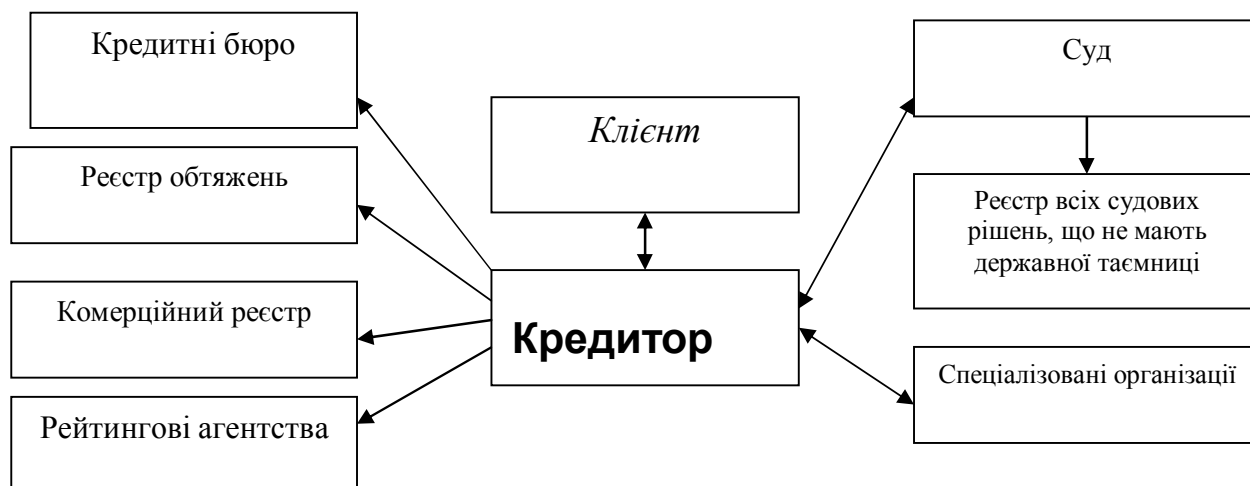 Кредитні бюро
Реєстр обтяжень
Комерційний реєстр
Рейтингові агентства
Клієнт
Кредитор
Суд
Реєстр всіх судових
рішень, що не мають
державної таємниці
Спеціалізовані організації